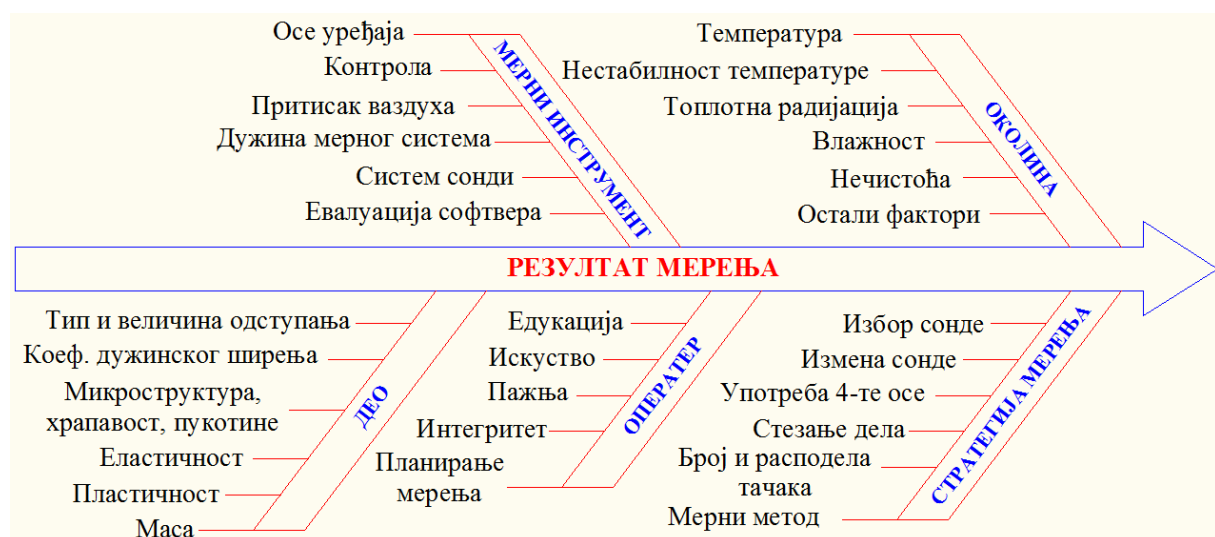 Осе уређаја
Контрола
Притисак ваздуха
Дужина мерног система
Систем сонди
Евалуација софтвера
МЕРНИ ИНСТРУМЕНТ
Температура
Нестабилност температуре
Топлотна радијација
Влажност
Нечистоћа
Остали фактори
ОКОЛИНА
РЕЗУЛТАТ МЕРЕЊА
Тип и величина одступања
Коеф. дужинског ширења
Микроструктура,
храпавост, пукотине
Еластичност
Пластичност
Маса
ДЕО
Едукација
Искуство
Пажња
Интегритет
Планирање
мерења
ОПЕРАТЕР
Избор сонде
Измена сонде
Употреба 4-те осе
Стезање дела
Број и расподела
тачака
Мерни метод
СТРАТЕГИЈА МЕРЕЊА